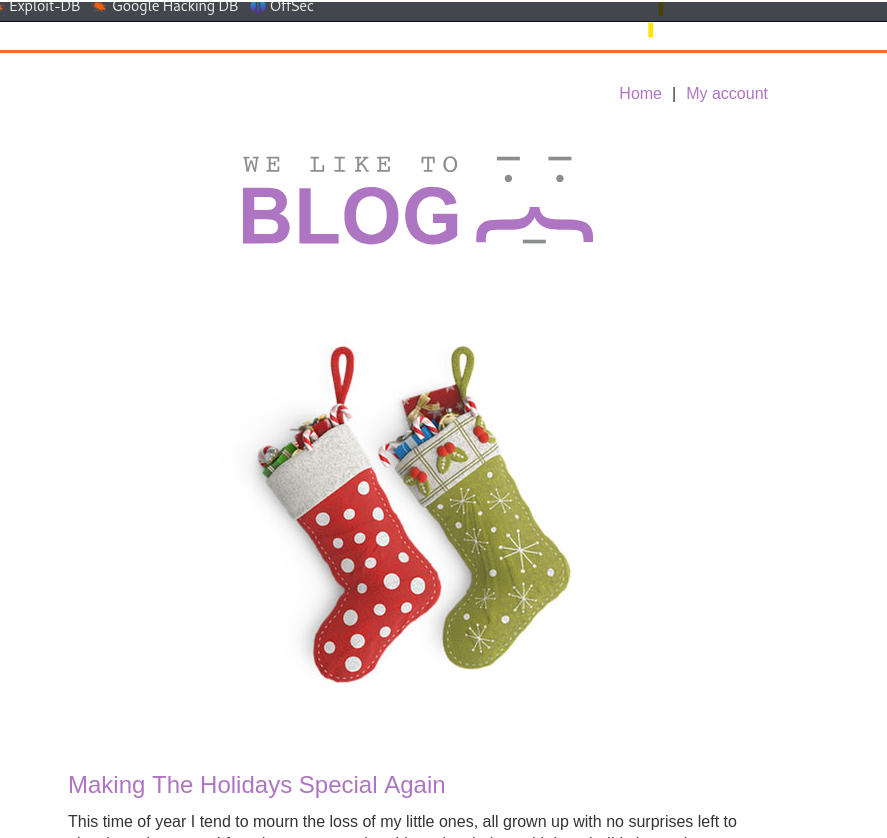 Exploit-DB Google Hacking DB OffSec
Home | My account
WE LIKE TO
BLOG
Making The Holidays Special Again
This time of year I tend to mourn the loss of my little ones, all grown up with no surprises left to